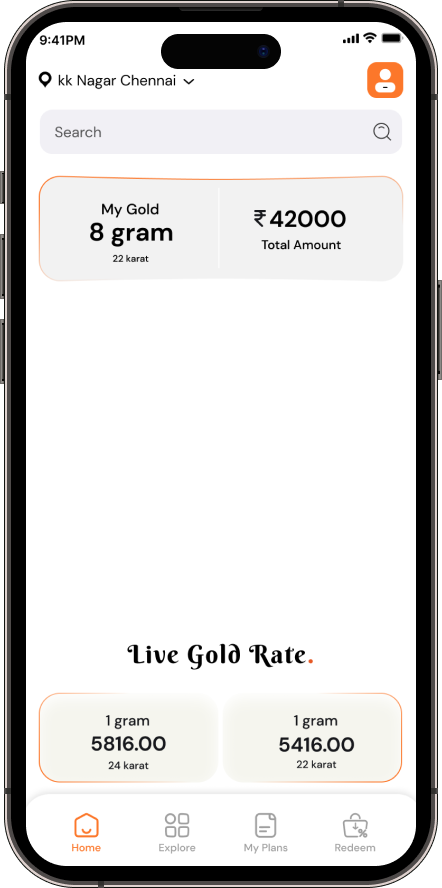 9:41PM
kk Nagar Chennai
Search
My Gold
8 gram
22 karat
₹42000
Total Amount
Live Gold Rate.
1 gram
5816.00
24 karat
1 gram
5416.00
22 karat
Home
Explore
My Plans
Redeem